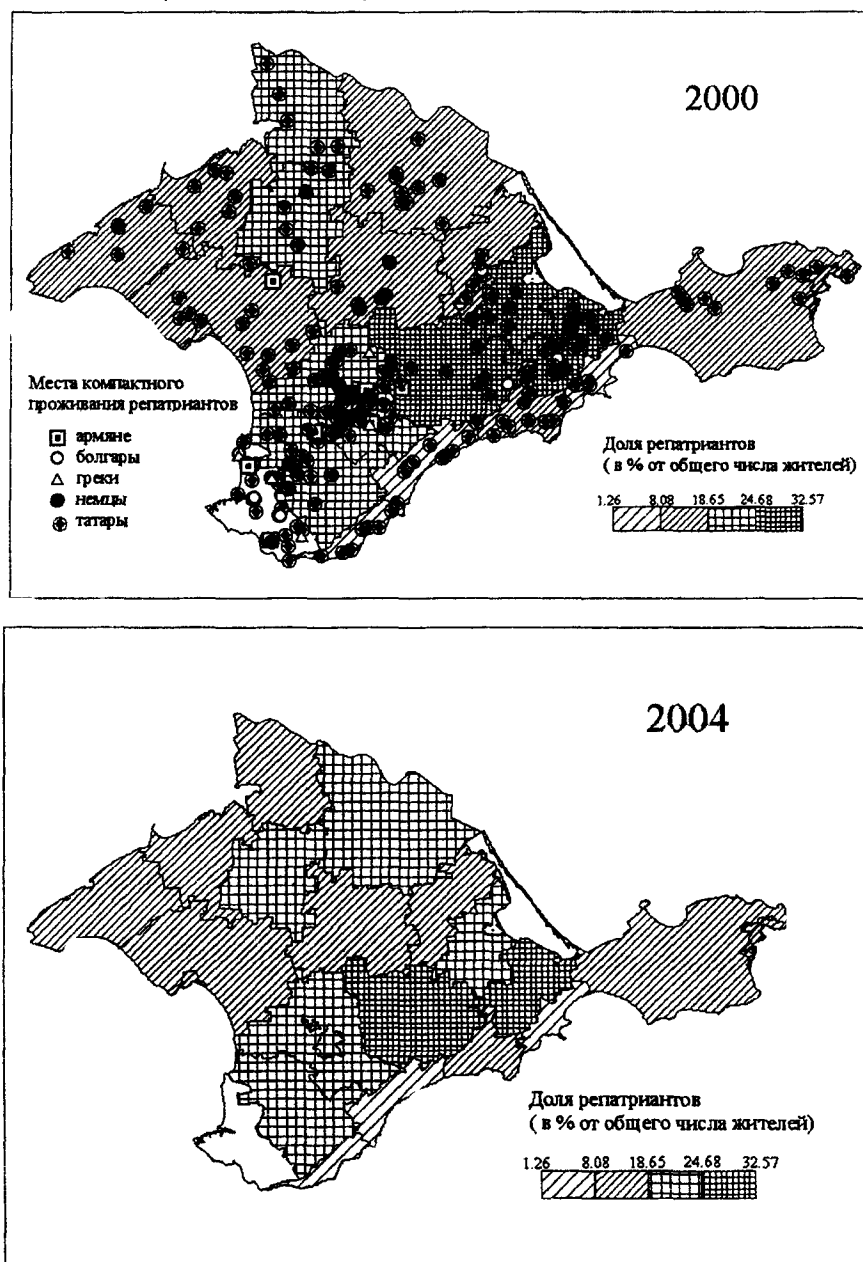 2000
Места компактного
проживания репатриантов
армяне
болгары
греки
немцы
татары
Доля репатриантов
( в % от общего числа жителей)
1.26 8.08 18.65 24.68 32.57
2004
Доля репатриантов
( в % от общего числа жителей)
1.26 8.08 18.65 24.68 32.57